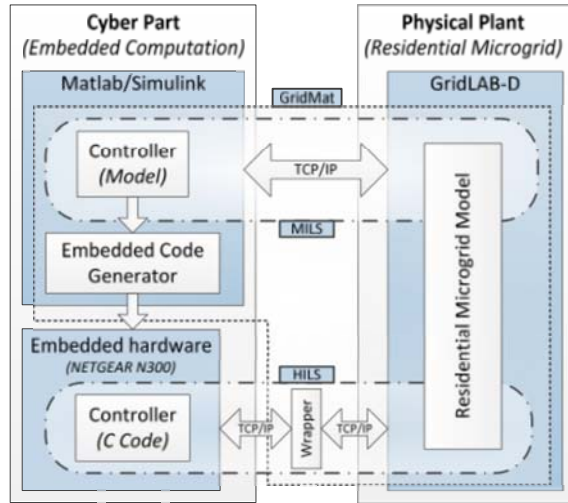 Cyber Part
(Embedded Computation)
Physical Plant
(Residential Microgrid)
Matlab/Simulink
GridMat
GridLAB-D
Controller
(Model)
TCP/IP
MILS
Embedded Code
Generator
Residential Microgrid Model
Embedded hardware
(NETGEAR N300)
HILS
Controller
(C Code)
TCP/IP
Wrapper
TCP/IP